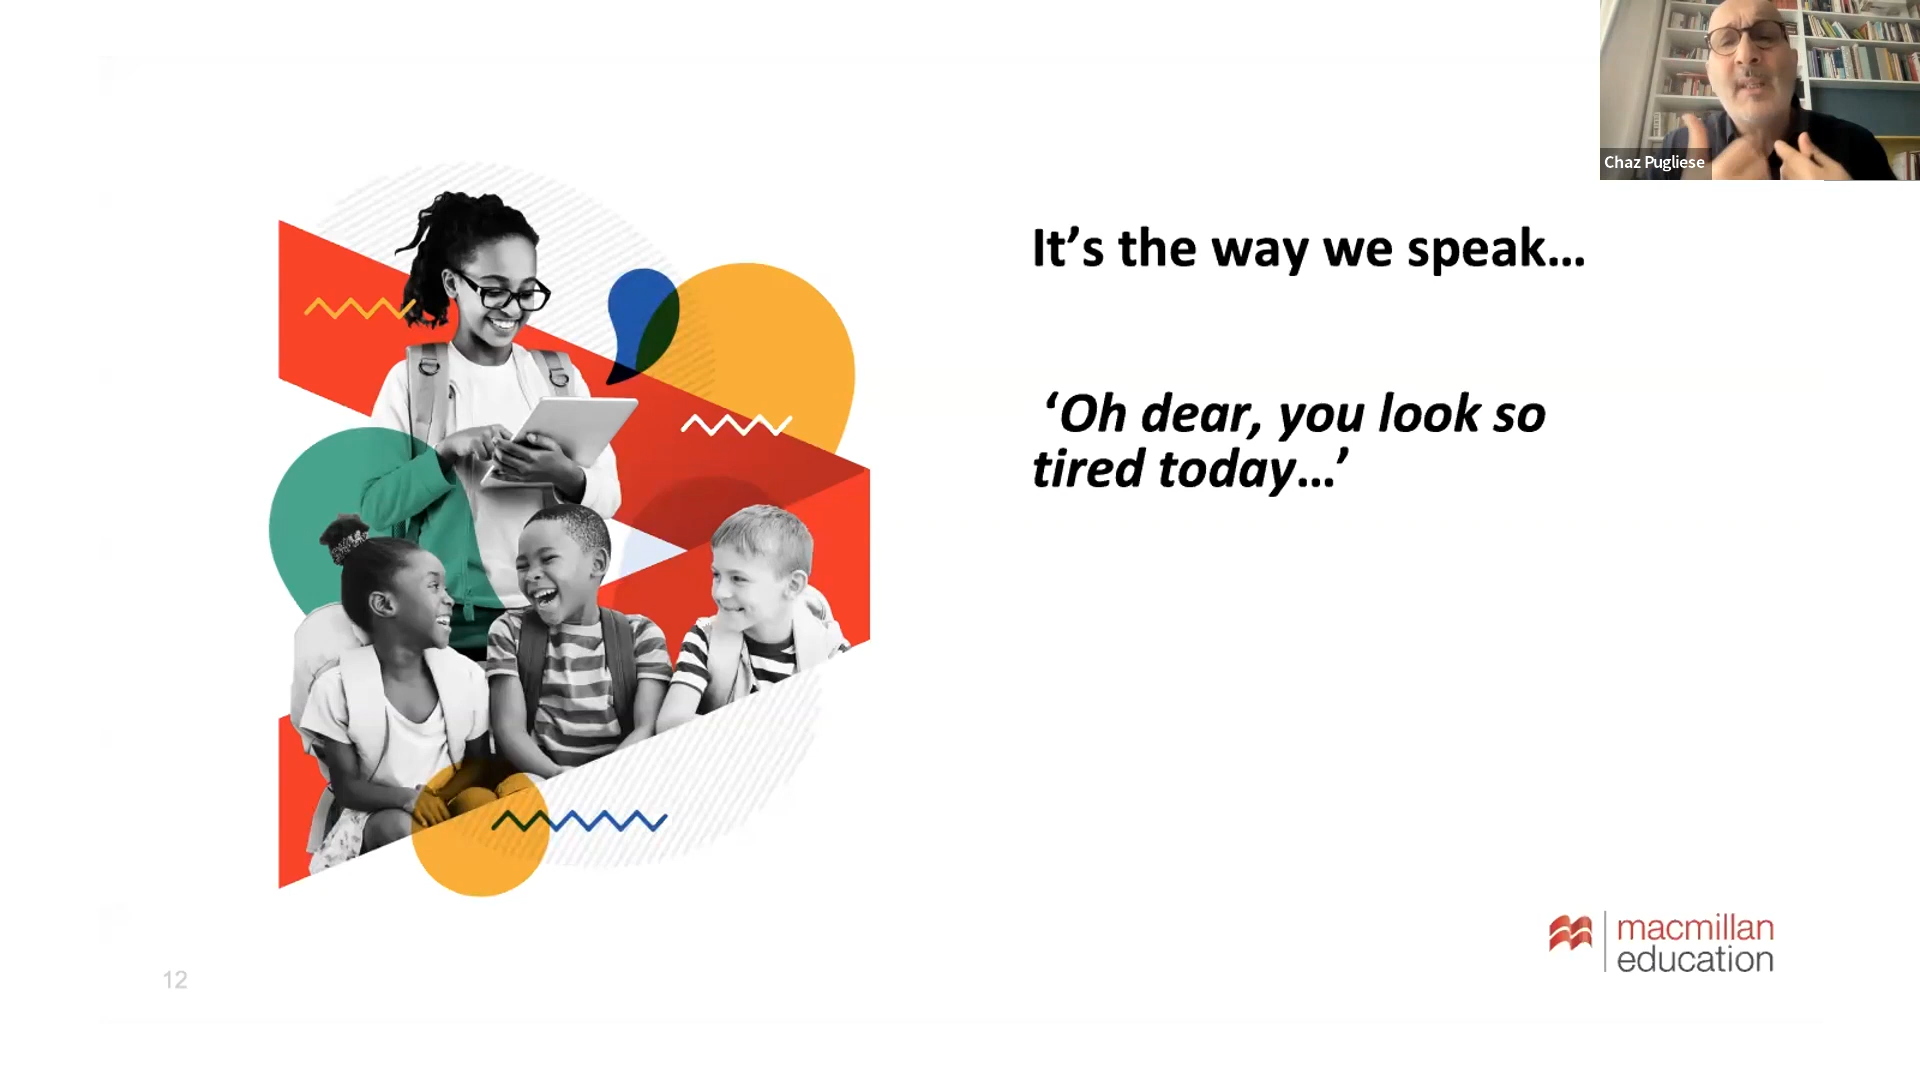 Chaz Pugliese
It’s the way we speak...
‘Oh dear, you look so
tired today...’
macmillan
education
12